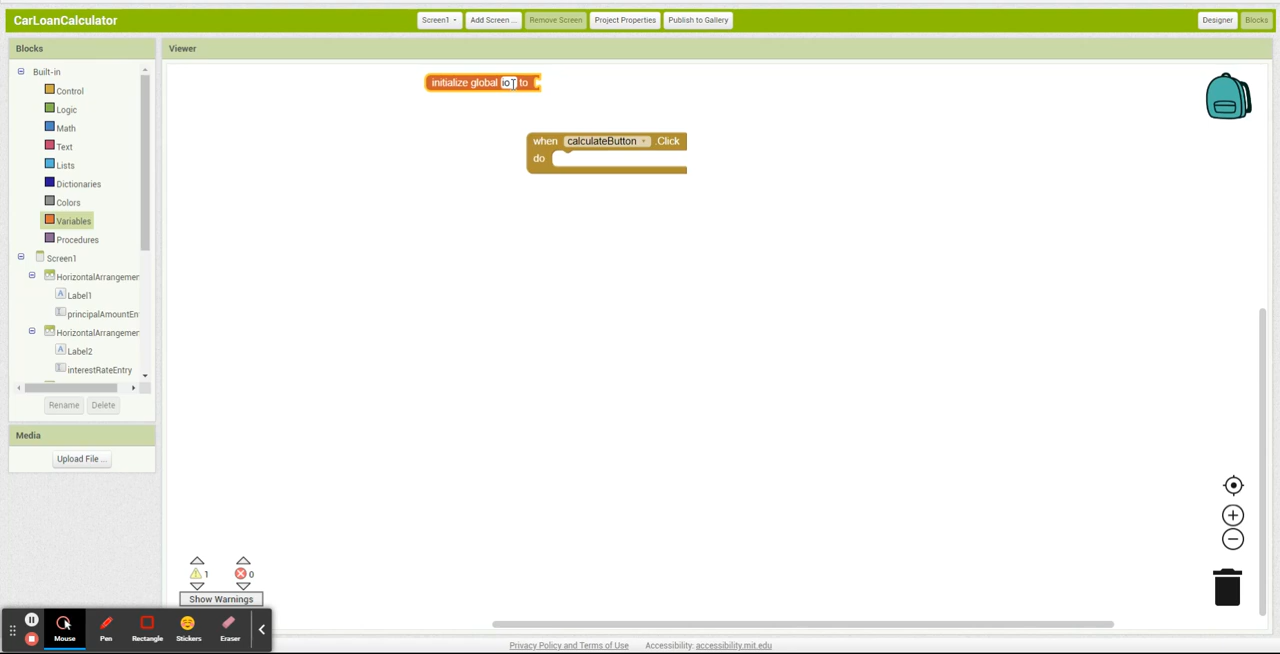 CarLoanCalculator
Screen1
Add Screen ...
Remove Screen
Project Properties
Publish to Gallery
Designer
Blocks
Blocks
Viewer
Built-in
Control
Logic
Math
Text
Lists
Dictionaries
Colors
Variables
Procedures
Screen1
HorizontalArrangemen
Label1
principalAmountEn
HorizontalArrangemen
Label2
interestRateEntry
Rename
Delete
Media
Upload File ...
initialize global lo to
when calculateButton .Click
do
1
0
Show Warnings
Mouse
Pen
Rectangle
Stickers
Eraser
Privacy Policy and Terms of Use
Accessibility: accessibility.mit.edu